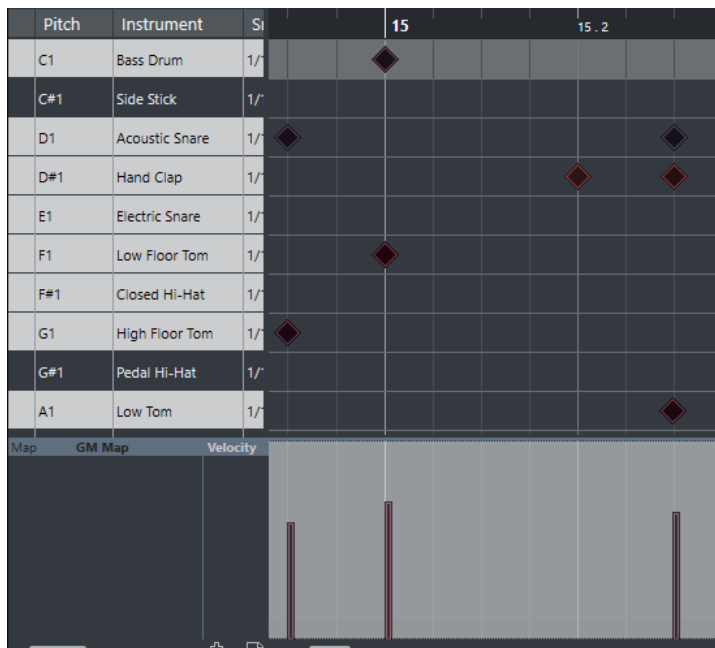 Pitch Instrument 15 15 . 2
C1 Bass Drum
C#1 Side Stick
D1 Acoustic Snare
D#1 Hand Clap
E1 Electric Snare
F1 Low Floor Tom
F#1 Closed Hi-Hat
G1 High Floor Tom
G#1 Pedal Hi-Hat
A1 Low Tom
Map GM Map Velocity